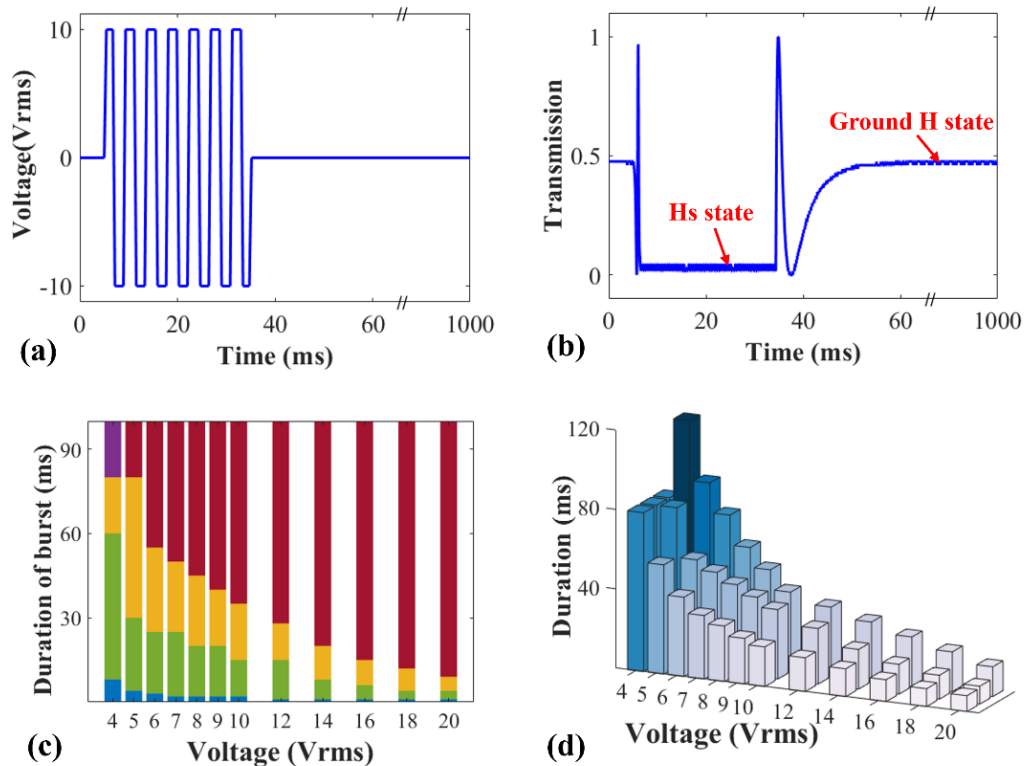 10
0
-10
Voltage(Vrms)
0 20 40 60 1000
Time (ms)
(a)
1
0.5
0
Transmission
Ground H state
Hs state
0 20 40 60 1000
Time (ms)
(b)
90
60
30
Duration of burst (ms)
4 5 6 7 8 9 10 12 14 16 18 20
Voltage (Vrms)
(c)
120
80
40
Duration (ms)
4 5 6 7 8 9 10 12 14 16 18 20
Voltage (Vrms)
(d)